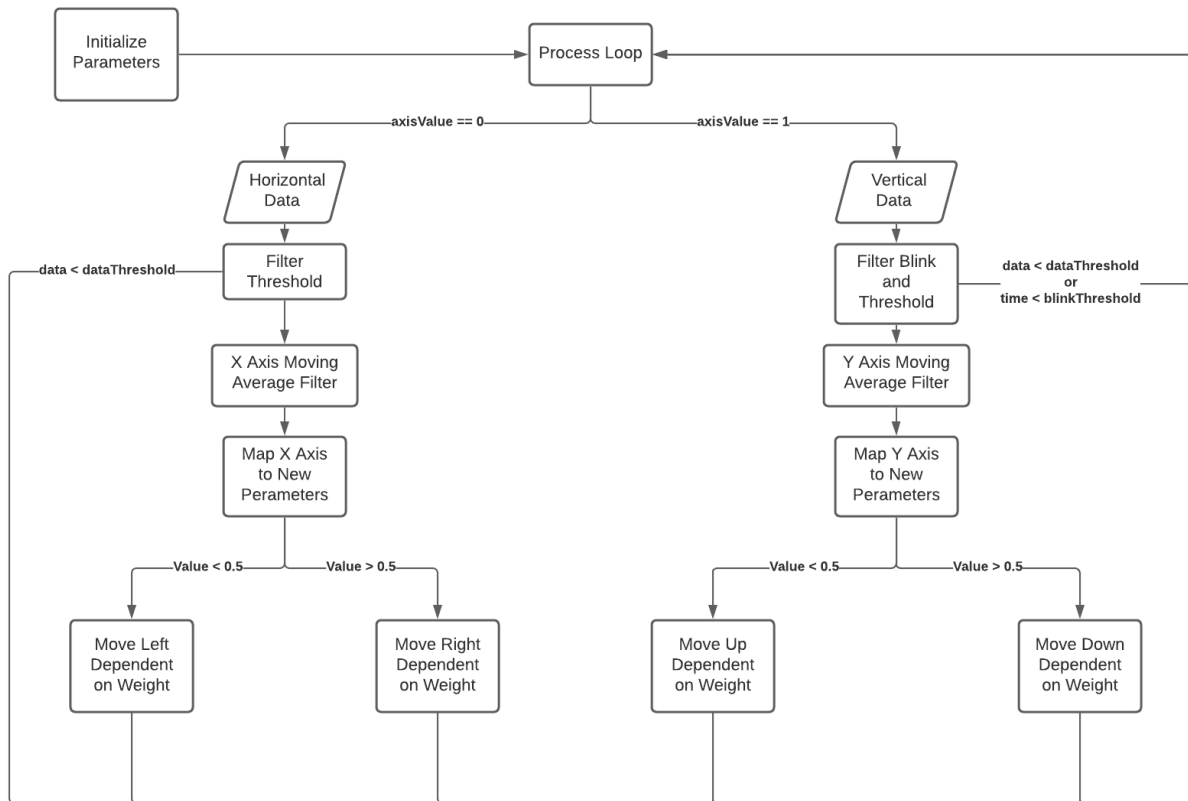 Initialize
Parameters
Process Loop
axisValue == 0
axisValue == 1
Horizontal
Data
Vertical
Data
Filter
Threshold
data < dataThreshold
Filter Blink
and
Threshold
data < dataThreshold
or
time < blinkThreshold
X Axis Moving
Average Filter
Y Axis Moving
Average Filter
Map X Axis
to New
Perameters
Map Y Axis
to New
Perameters
Value < 0.5
Value > 0.5
Value < 0.5
Value > 0.5
Move Left
Dependent
on Weight
Move Right
Dependent
on Weight
Move Up
Dependent
on Weight
Move Down
Dependent
on Weight